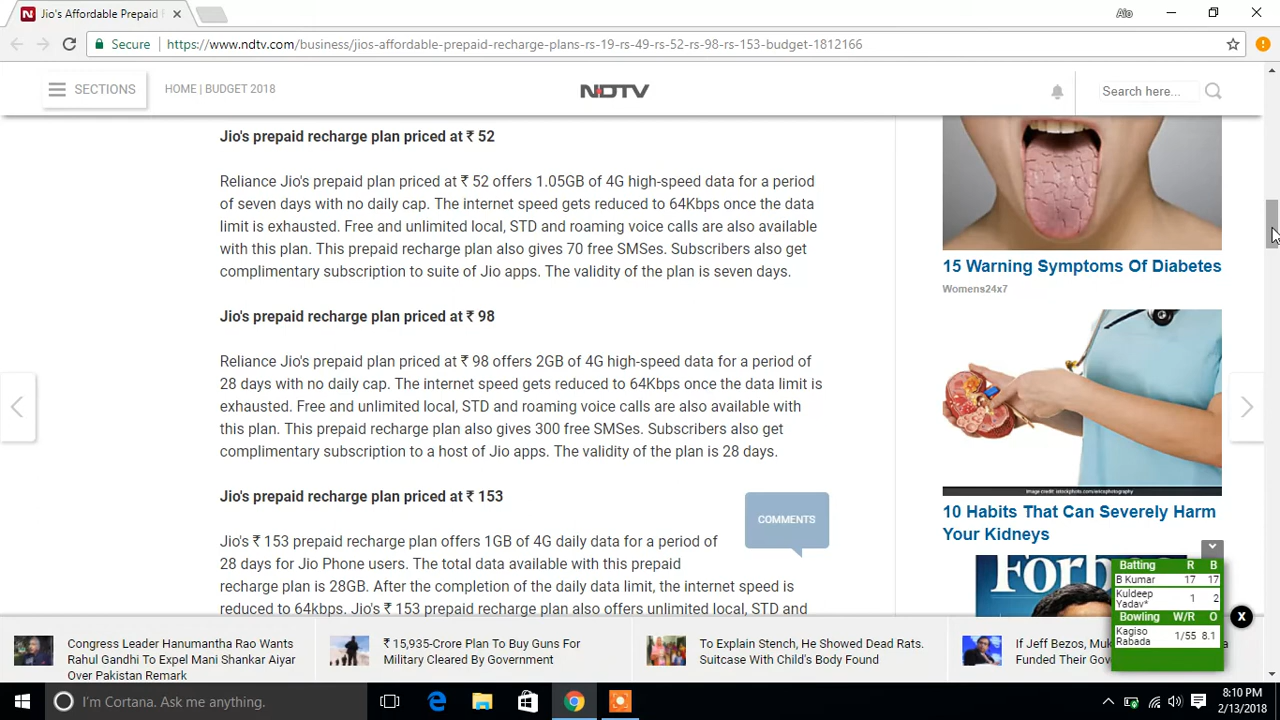 Jio's Affordable Prepaid
Aio
Secure
https://www.ndtv.com/business/jios-affordable-prepaid-recharge-plans-rs-19-rs-49-rs-52-rs-98-rs-153-budget-1812166
SECTIONS
HOME | BUDGET 2018
NDTV
Search here...
Jio's prepaid recharge plan priced at ₹ 52
Reliance Jio's prepaid plan priced at ₹ 52 offers 1.05GB of 4G high-speed data for a period
of seven days with no daily cap. The internet speed gets reduced to 64Kbps once the data
limit is exhausted. Free and unlimited local, STD and roaming voice calls are also available
with this plan. This prepaid recharge plan also gives 70 free SMSes. Subscribers also get
complimentary subscription to suite of Jio apps. The validity of the plan is seven days.
Jio's prepaid recharge plan priced at ₹ 98
Reliance Jio's prepaid plan priced at ₹ 98 offers 2GB of 4G high-speed data for a period of
28 days with no daily cap. The internet speed gets reduced to 64Kbps once the data limit is
exhausted. Free and unlimited local, STD and roaming voice calls are also available with
this plan. This prepaid recharge plan also gives 300 free SMSes. Subscribers also get
complimentary subscription to a host of Jio apps. The validity of the plan is 28 days.
Jio's prepaid recharge plan priced at ₹ 153
Jio's ₹ 153 prepaid recharge plan offers 1GB of 4G daily data for a period of
28 days for Jio Phone users. The total data available with this prepaid
recharge plan is 28GB. After the completion of the daily data limit, the internet speed is
reduced to 64kbps. Jio's ₹ 153 prepaid recharge plan also offers unlimited local, STD and
COMMENTS
15 Warning Symptoms Of Diabetes
Womens24x7
Image credit: istockphoto.com/ericsphotography
10 Habits That Can Severely Harm
Your Kidneys
Forbes
Batting R B
B Kumar 17 17
Kuldeep
Yadav* 1 2
Bowling W/R O
Kagiso
Rabada 1/55 8.1
X
Congress Leader Hanumantha Rao Wants
Rahul Gandhi To Expel Mani Shankar Aiyar
Over Pakistan Remark
₹ 15,935-Crore Plan To Buy Guns For
Military Cleared By Government
To Explain Stench, He Showed Dead Rats.
Suitcase With Child's Body Found
If Jeff Bezos, Muk
Funded Their Gov
I'm Cortana. Ask me anything.
8:10 PM
2/13/2018